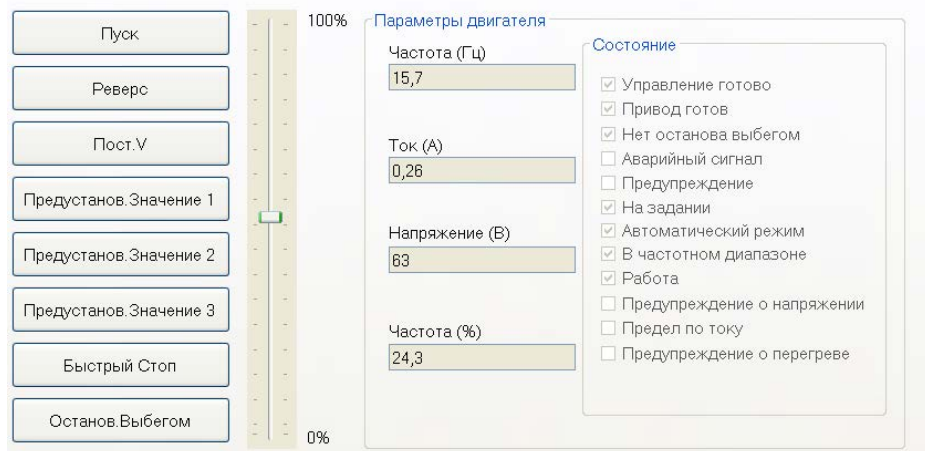 Пуск
Реверс
Пост.V
Предустанов.Значение 1
Предустанов.Значение 2
Предустанов.Значение 3
Быстрый Стоп
Останов.Выбегом
100%
0%
Параметры двигателя
Частота (Гц)
15,7
Ток (А)
0,26
Напряжение (В)
63
Частота (%)
24,3
Состояние
Управление готово
Привод готов
Нет останова выбегом
Аварийный сигнал
Предупреждение
На задании
Автоматический режим
В частотном диапазоне
Работа
Предупреждение о напряжении
Предел по току
Предупреждение о перегреве